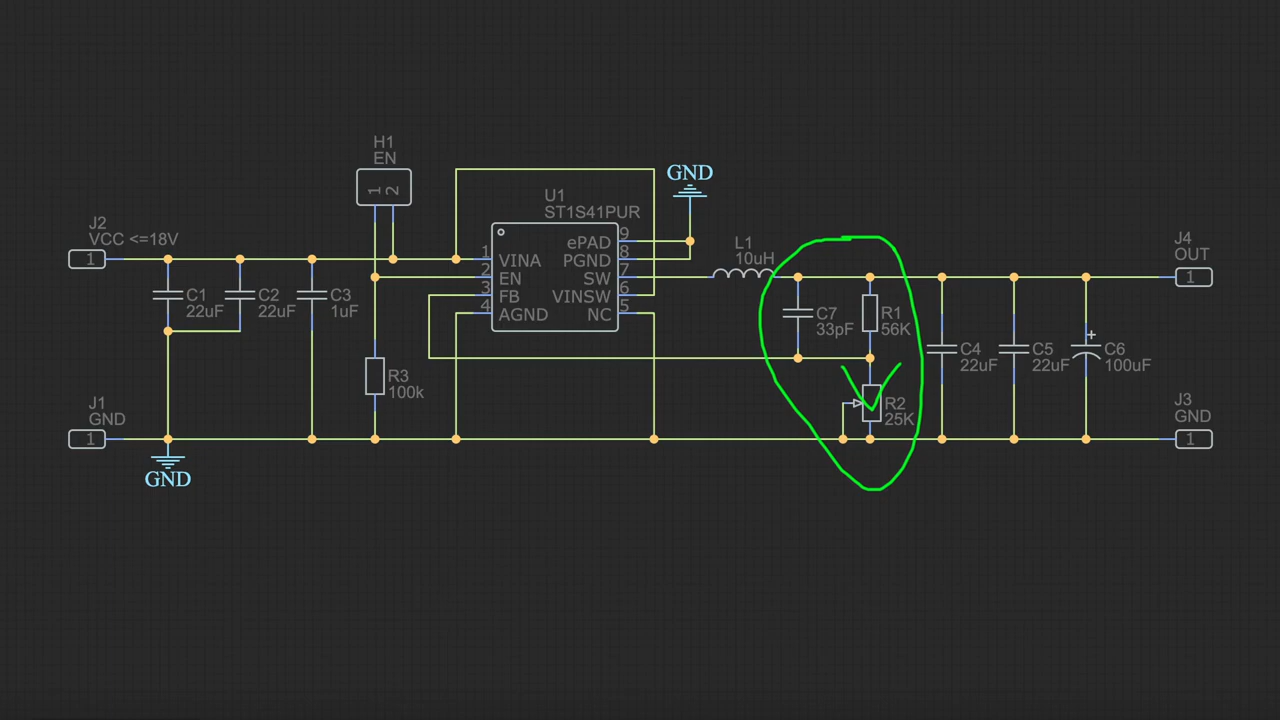 H1
EN
1 2
GND
U1
ST1S41PUR
J2
VCC <=18V
1
C1
22uF
C2
22uF
C3
1uF
1 VINA
2 EN
3 FB
4 AGND
ePAD 9
PGND 8
SW 7
VINSW 6
NC 5
L1
10uH
C7
33pF
R1
56K
R2
25K
R3
100k
C4
22uF
C5
22uF
+
C6
100uF
J4
OUT
1
J1
GND
1
GND
J3
GND
1